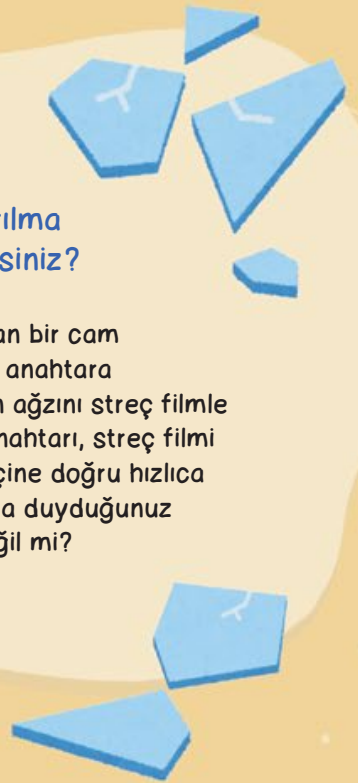 ılma
siniz?
an bir cam
anahtara
n ağzını streç filmle
nahtarı, streç filmi
çine doğru hızlıca
a duyduğunuz
ğil mi?